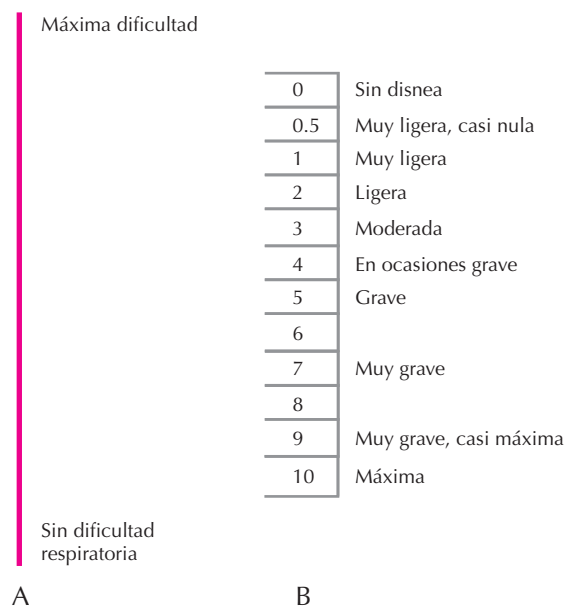 Máxima dificultad
0 Sin disnea
0.5 Muy ligera, casi nula
1 Muy ligera
2 Ligera
3 Moderada
4 En ocasiones grave
5 Grave
6
7 Muy grave
8
9 Muy grave, casi máxima
10 Máxima
Sin dificultad
respiratoria
A B